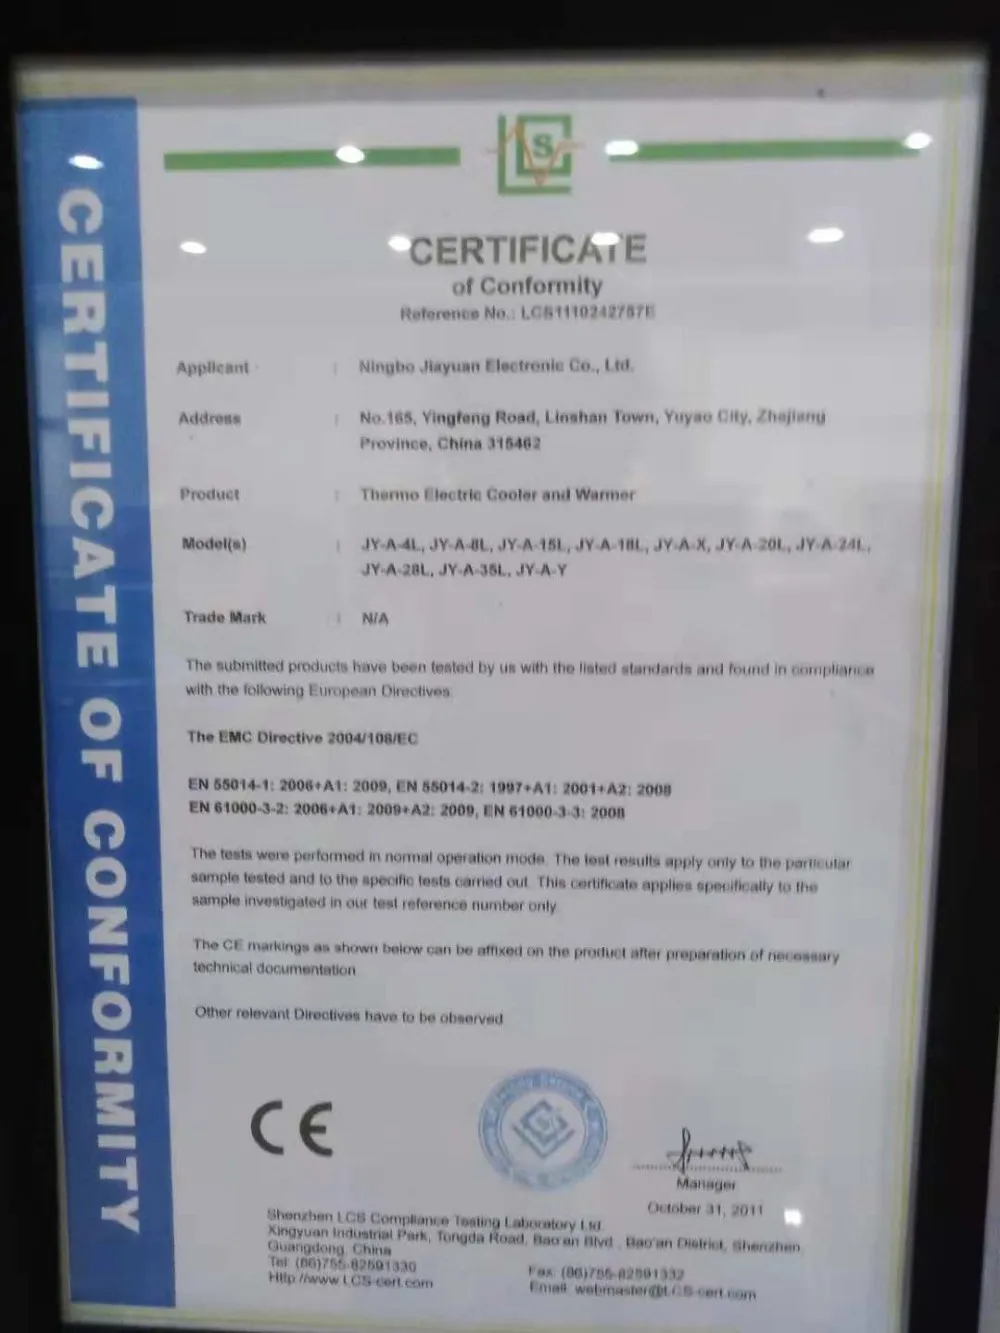 CERTIFICATE OF CONFORMITY
LCS
CERTIFICATE
of Conformity
Reference No.: LCS1110242757E
Applicant : Ningbo Jiayuan Electronic Co., Ltd.
Address : No.165, Yingfeng Road, Linshan Town, Yuyao City, Zhejiang
Province, China 315462
Product : Thermo Electric Cooler and Warmer
Model(s) : JY-A-4L, JY-A-8L, JY-A-15L, JY-A-18L, JY-A-X, JY-A-20L, JY-A-24L,
JY-A-28L, JY-A-35L, JY-A-Y
Trade Mark : N/A
The submitted products have been tested by us with the listed standards and found in compliance
with the following European Directives:
The EMC Directive 2004/108/EC
EN 55014-1: 2006+A1: 2009, EN 55014-2: 1997+A1: 2001+A2: 2008
EN 61000-3-2: 2006+A1: 2009+A2: 2009, EN 61000-3-3: 2008
The tests were performed in normal operation mode. The test results apply only to the particular
sample tested and to the specific tests carried out. This certificate applies specifically to the
sample investigated in our test reference number only.
The CE markings as shown below can be affixed on the product after preparation of necessary
technical documentation.
Other relevant Directives have to be observed.
CE
Manager
October 31, 2011
Shenzhen LCS Compliance Testing Laboratory Ltd.
Xingyuan Industrial Park, Tongda Road, Bao'an Blvd., Bao'an District, Shenzhen,
Guangdong, China
Tel: (86)755-82591330 Fax: (86)755-82591332
Http://www.LCS-cert.com Email: webmaster@LCS-cert.com